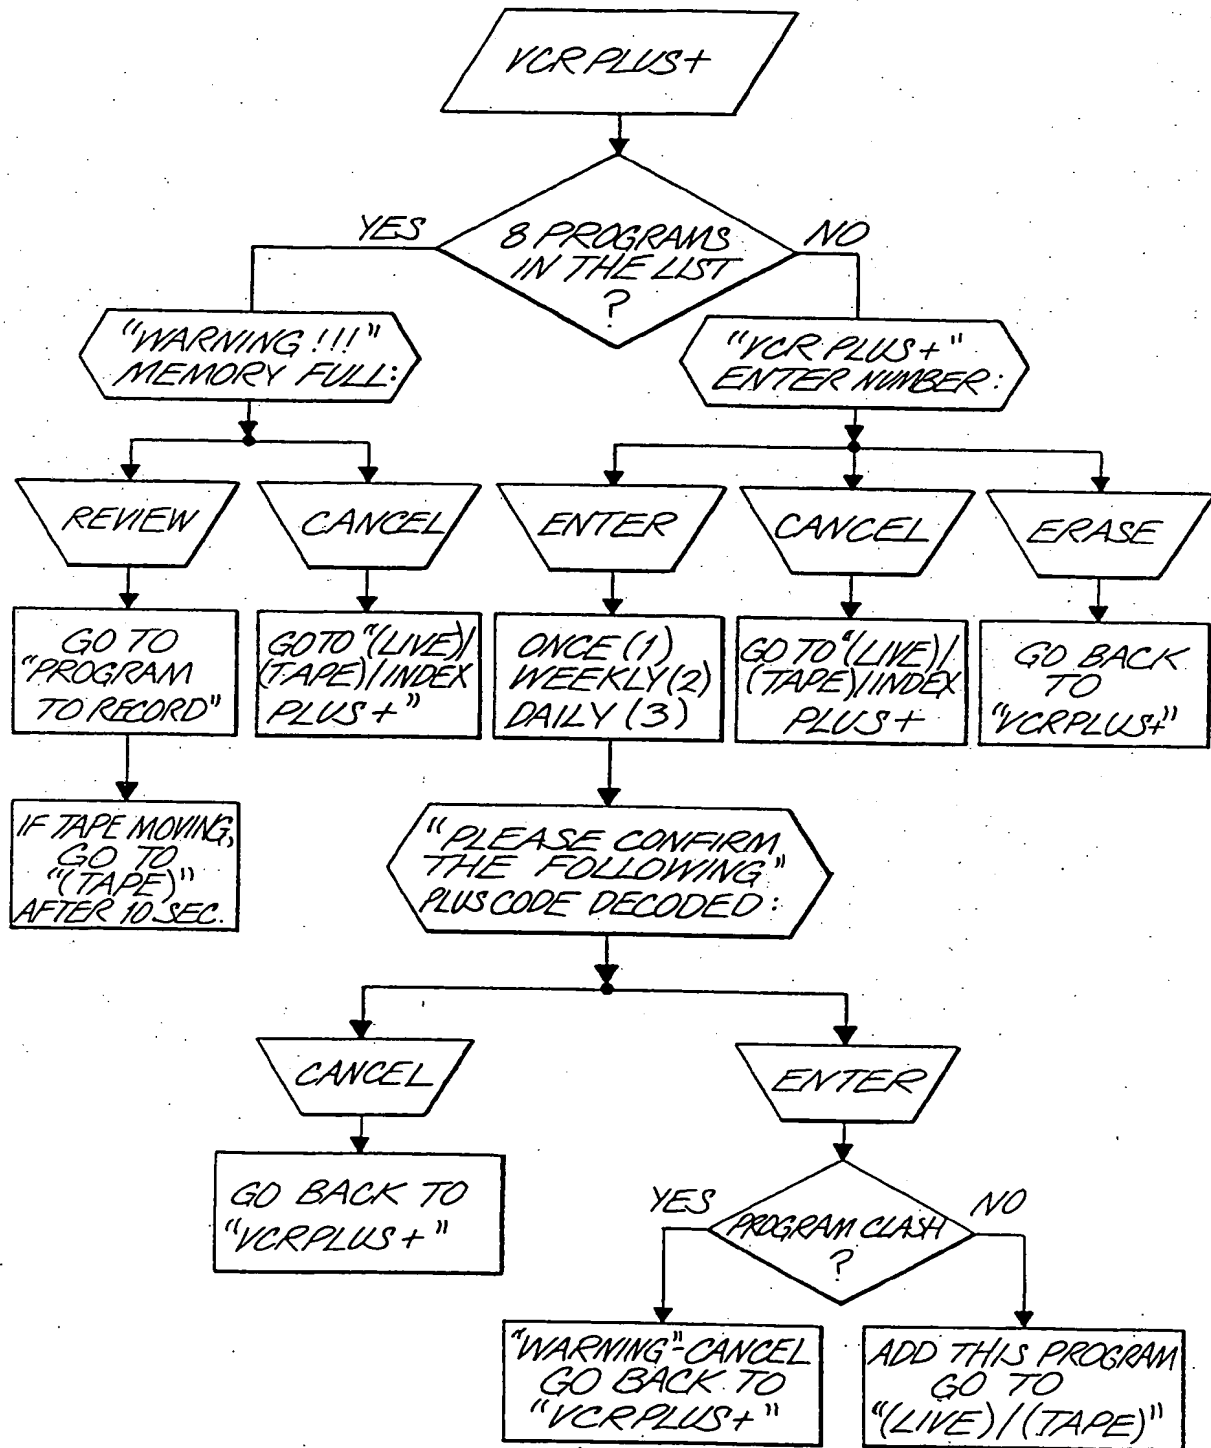 VCR PLUS+
YES
8 PROGRAMS
IN THE LIST
?
NO
"WARNING !!!"
MEMORY FULL:
"VCR PLUS+"
ENTER NUMBER:
REVIEW
CANCEL
ENTER
CANCEL
ERASE
GO TO
"PROGRAM
TO RECORD"
GO TO "(LIVE)/
(TAPE)/INDEX
PLUS+"
ONCE (1)
WEEKLY (2)
DAILY (3)
GO TO "(LIVE)/
(TAPE)/INDEX
PLUS+
GO BACK
TO
"VCRPLUS+"
IF TAPE MOVING,
GO TO
"(TAPE)"
AFTER 10 SEC.
"PLEASE CONFIRM
THE FOLLOWING"
PLUSCODE DECODED:
CANCEL
ENTER
GO BACK TO
"VCRPLUS+"
YES
PROGRAM CLASH
?
NO
"WARNING"-CANCEL
GO BACK TO
"VCRPLUS+"
ADD THIS PROGRAM
GO TO
"(LIVE)/(TAPE)"